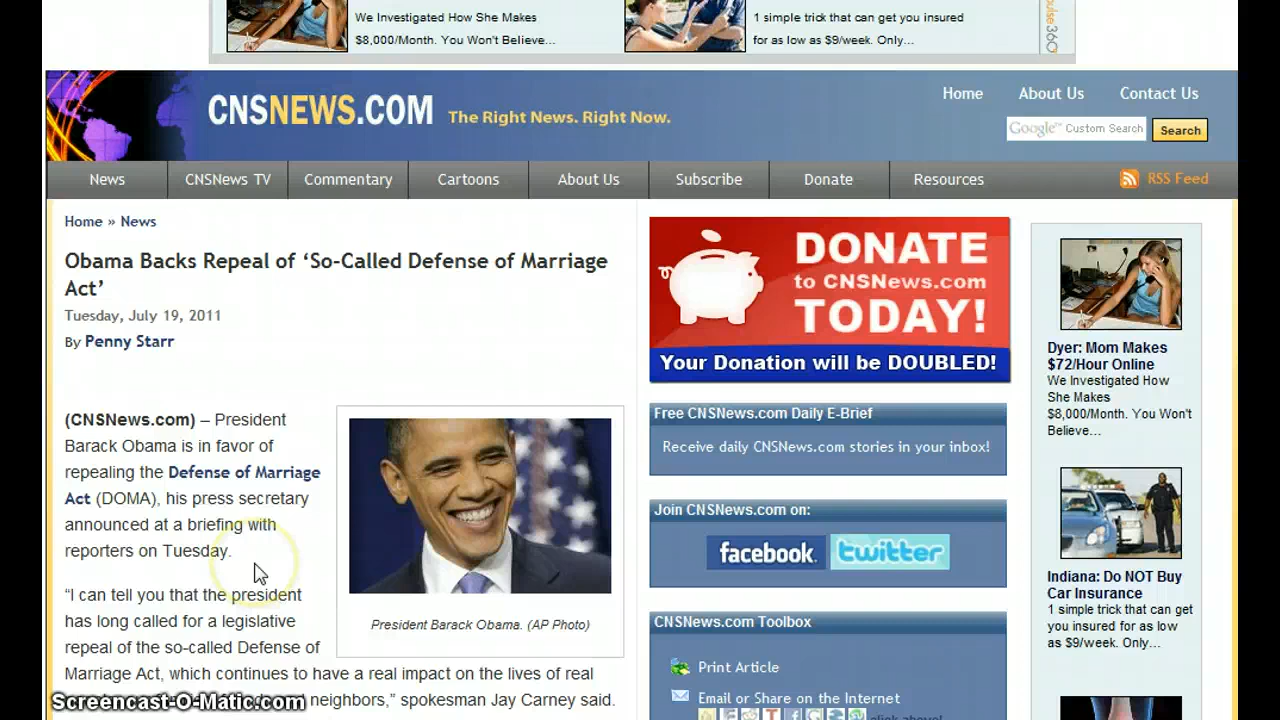 We Investigated How She Makes
$8,000/Month. You Won't Believe...
1 simple trick that can get you insured
for as low as $9/week. Only...
ulse360
CNSNEWS.COM The Right News. Right Now.
Home About Us Contact Us
Google™ Custom Search Search
News CNSNews TV Commentary Cartoons About Us Subscribe Donate Resources RSS Feed
Home » News
Obama Backs Repeal of ‘So-Called Defense of Marriage
Act’
Tuesday, July 19, 2011
By Penny Starr
(CNSNews.com) – President
Barack Obama is in favor of
repealing the Defense of Marriage
Act (DOMA), his press secretary
announced at a briefing with
reporters on Tuesday.
“I can tell you that the president
has long called for a legislative
repeal of the so-called Defense of
Marriage Act, which continues to have a real impact on the lives of real
neighbors,” spokesman Jay Carney said.
President Barack Obama. (AP Photo)
DONATE
to CNSNews.com
TODAY!
Your Donation will be DOUBLED!
Free CNSNews.com Daily E-Brief
Receive daily CNSNews.com stories in your inbox!
Join CNSNews.com on:
facebook. twitter
CNSNews.com Toolbox
Print Article
Email or Share on the Internet
click above!
Dyer: Mom Makes
$72/Hour Online
We Investigated How
She Makes
$8,000/Month. You Won't
Believe...
Indiana: Do NOT Buy
Car Insurance
1 simple trick that can get
you insured for as low
as $9/week. Only...
Screencast-O-Matic.com